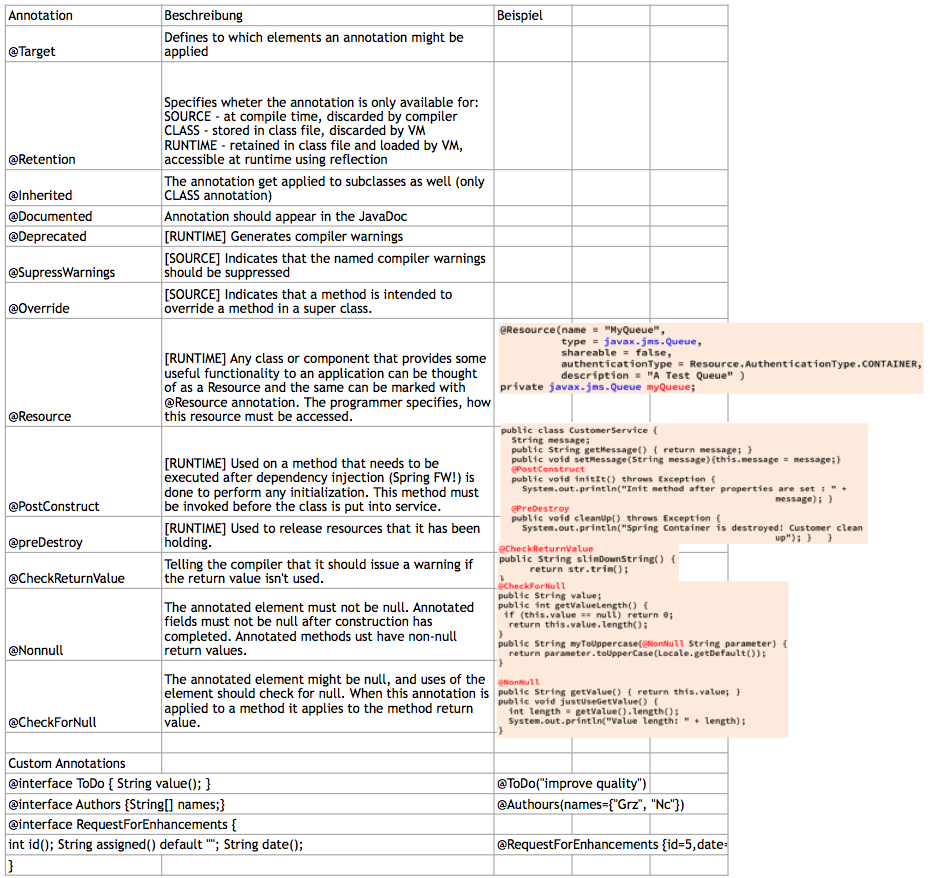 Annotation Beschreibung Beispiel
@Target Defines to which elements an annotation might be
applied
@Retention Specifies wheter the annotation is only available for:
SOURCE - at compile time, discarded by compiler
CLASS - stored in class file, discarded by VM
RUNTIME - retained in class file and loaded by VM,
accessible at runtime using reflection
@Inherited The annotation get applied to subclasses as well (only
CLASS annotation)
@Documented Annotation should appear in the JavaDoc
@Deprecated [RUNTIME] Generates compiler warnings
@SupressWarnings [SOURCE] Indicates that the named compiler warnings
should be suppressed
@Override [SOURCE] Indicates that a method is intended to
override a method in a super class.
@Resource [RUNTIME] Any class or component that provides some
useful functionality to an application can be thought
of as a Resource and the same can be marked with
@Resource annotation. The programmer specifies, how
this resource must be accessed.
@Resource(name = "MyQueue",
type = javax.jms.Queue,
shareable = false,
authenticationType = Resource.AuthenticationType.CONTAINER,
description = "A Test Queue" )
private javax.jms.Queue myQueue;
@PostConstruct [RUNTIME] Used on a method that needs to be
executed after dependency injection (Spring FW!) is
done to perform any initialization. This method must
be invoked before the class is put into service.
@preDestroy [RUNTIME] Used to release resources that it has been
holding.
public class CustomerService {
String message;
public String getMessage() { return message; }
public void setMessage(String message){this.message = message;}
@PostConstruct
public void initIt() throws Exception {
System.out.println("Init method after properties are set : " +
message); }
@PreDestroy
public void cleanUp() throws Exception {
System.out.println("Spring Container is destroyed! Customer clean
up"); } }
@CheckReturnValue Telling the compiler that it should issue a warning if
the return value isn't used.
@CheckReturnValue
public String slimDownString() {
return str.trim();
}
@Nonnull The annotated element must not be null. Annotated
fields must not be null after construction has
completed. Annotated methods ust have non-null
return values.
@CheckForNull The annotated element might be null, and uses of the
element should check for null. When this annotation is
applied to a method it applies to the method return
value.
@CheckForNull
public String value;
public int getValueLength() {
if (this.value == null) return 0;
return this.value.length();
}
public String myToUppercase(@NonNull String parameter) {
return parameter.toUpperCase(Locale.getDefault());
}
@NonNull
public String getValue() { return this.value; }
public void justUseGetValue() {
int length = getValue().length();
System.out.println("Value length: " + length);
}
Custom Annotations
@interface ToDo { String value(); } @ToDo("improve quality")
@interface Authors {String[] names;} @Authours(names={"Grz", "Nc"})
@interface RequestForEnhancements {
int id(); String assigned() default ""; String date(); @RequestForEnhancements {id=5,date=
}